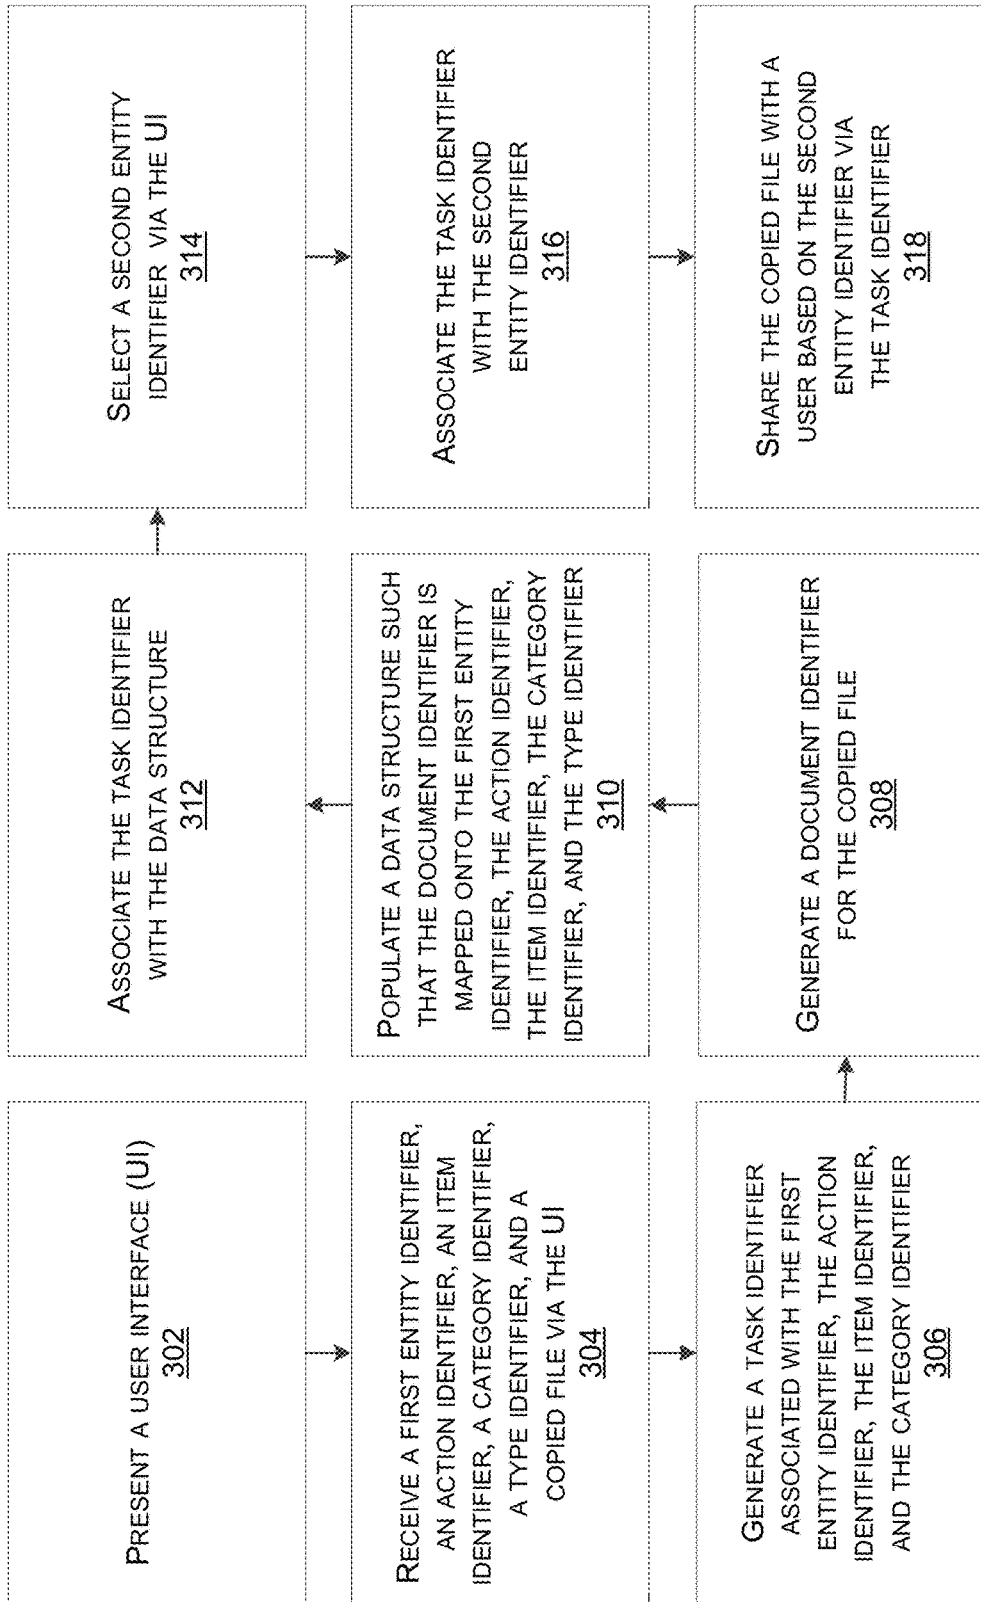 PRESENT A USER INTERFACE (UI)
302
RECEIVE A FIRST ENTITY IDENTIFIER,
AN ACTION IDENTIFIER, AN ITEM
IDENTIFIER, A CATEGORY IDENTIFIER,
A TYPE IDENTIFIER, AND A
COPIED FILE VIA THE UI
304
GENERATE A TASK IDENTIFIER
ASSOCIATED WITH THE FIRST
ENTITY IDENTIFIER, THE ACTION
IDENTIFIER, THE ITEM IDENTIFIER,
AND THE CATEGORY IDENTIFIER
306
GENERATE A DOCUMENT IDENTIFIER
FOR THE COPIED FILE
308
POPULATE A DATA STRUCTURE SUCH
THAT THE DOCUMENT IDENTIFIER IS
MAPPED ONTO THE FIRST ENTITY
IDENTIFIER, THE ACTION IDENTIFIER,
THE ITEM IDENTIFIER, THE CATEGORY
IDENTIFIER, AND THE TYPE IDENTIFIER
310
ASSOCIATE THE TASK IDENTIFIER
WITH THE DATA STRUCTURE
312
SELECT A SECOND ENTITY
IDENTIFIER VIA THE UI
314
ASSOCIATE THE TASK IDENTIFIER
WITH THE SECOND
ENTITY IDENTIFIER
316
SHARE THE COPIED FILE WITH A
USER BASED ON THE SECOND
ENTITY IDENTIFIER VIA
THE TASK IDENTIFIER
318